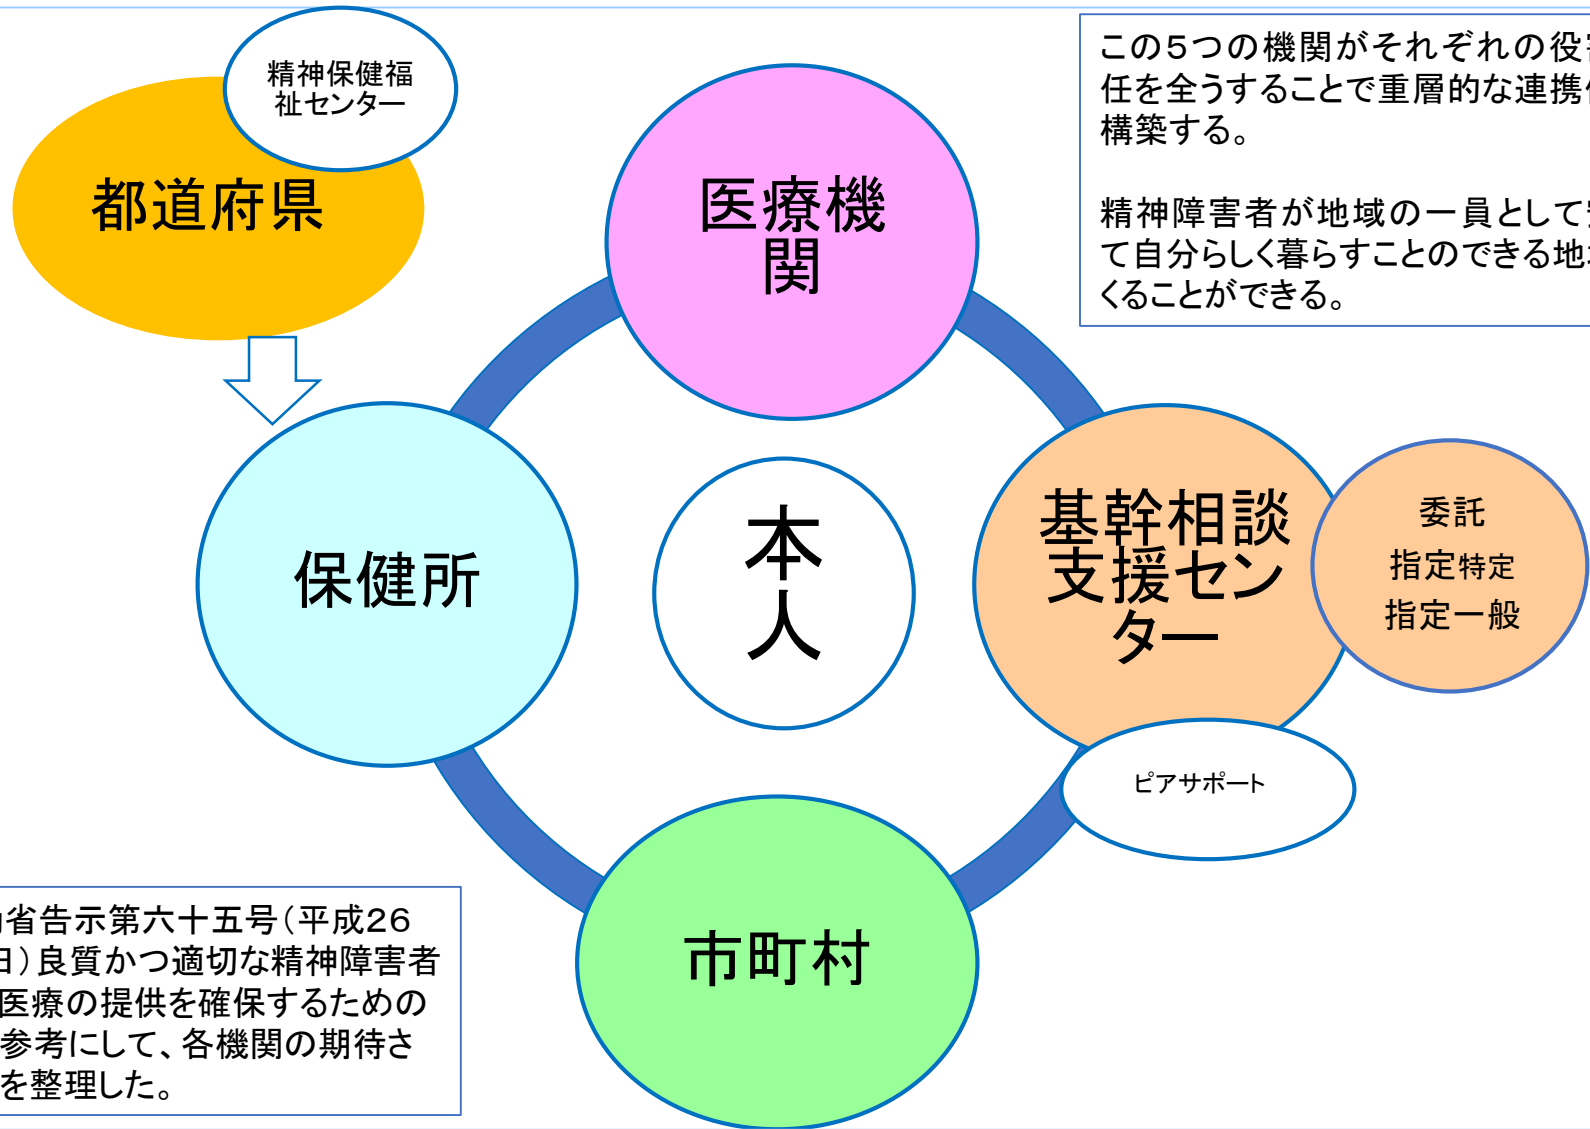 精神保健福
祉センター
都道府県
医療機
関
この５つの機関がそれぞれの役
任を全うすることで重層的な連携
構築する。
精神障害者が地域の一員として
て自分らしく暮らすことのできる地
くることができる。
保健所
本
人
基幹相談
支援セン
ター
委託
指定特定
指定一般
ピアサポート
市町村
省告示第六十五号（平成２６
日）良質かつ適切な精神障害者
医療の提供を確保するための
参考にして、各機関の期待さ
を整理した。